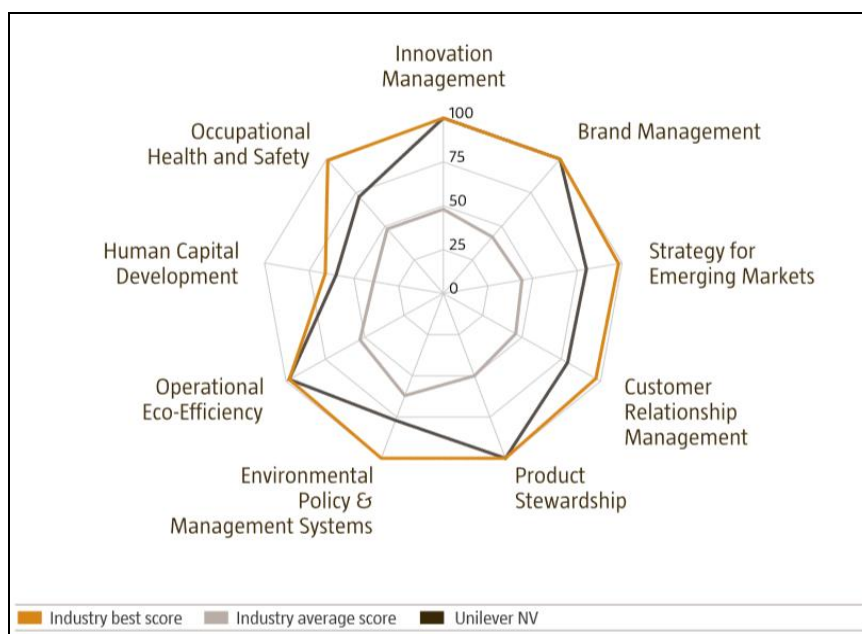 Innovation
Management
Brand Management
Strategy for
Emerging Markets
Customer
Relationship
Management
Product
Stewardship
Environmental
Policy &
Management Systems
Operational
Eco-Efficiency
Human Capital
Development
Occupational
Health and Safety
100
75
50
25
0
Industry best score
Industry average score
Unilever NV